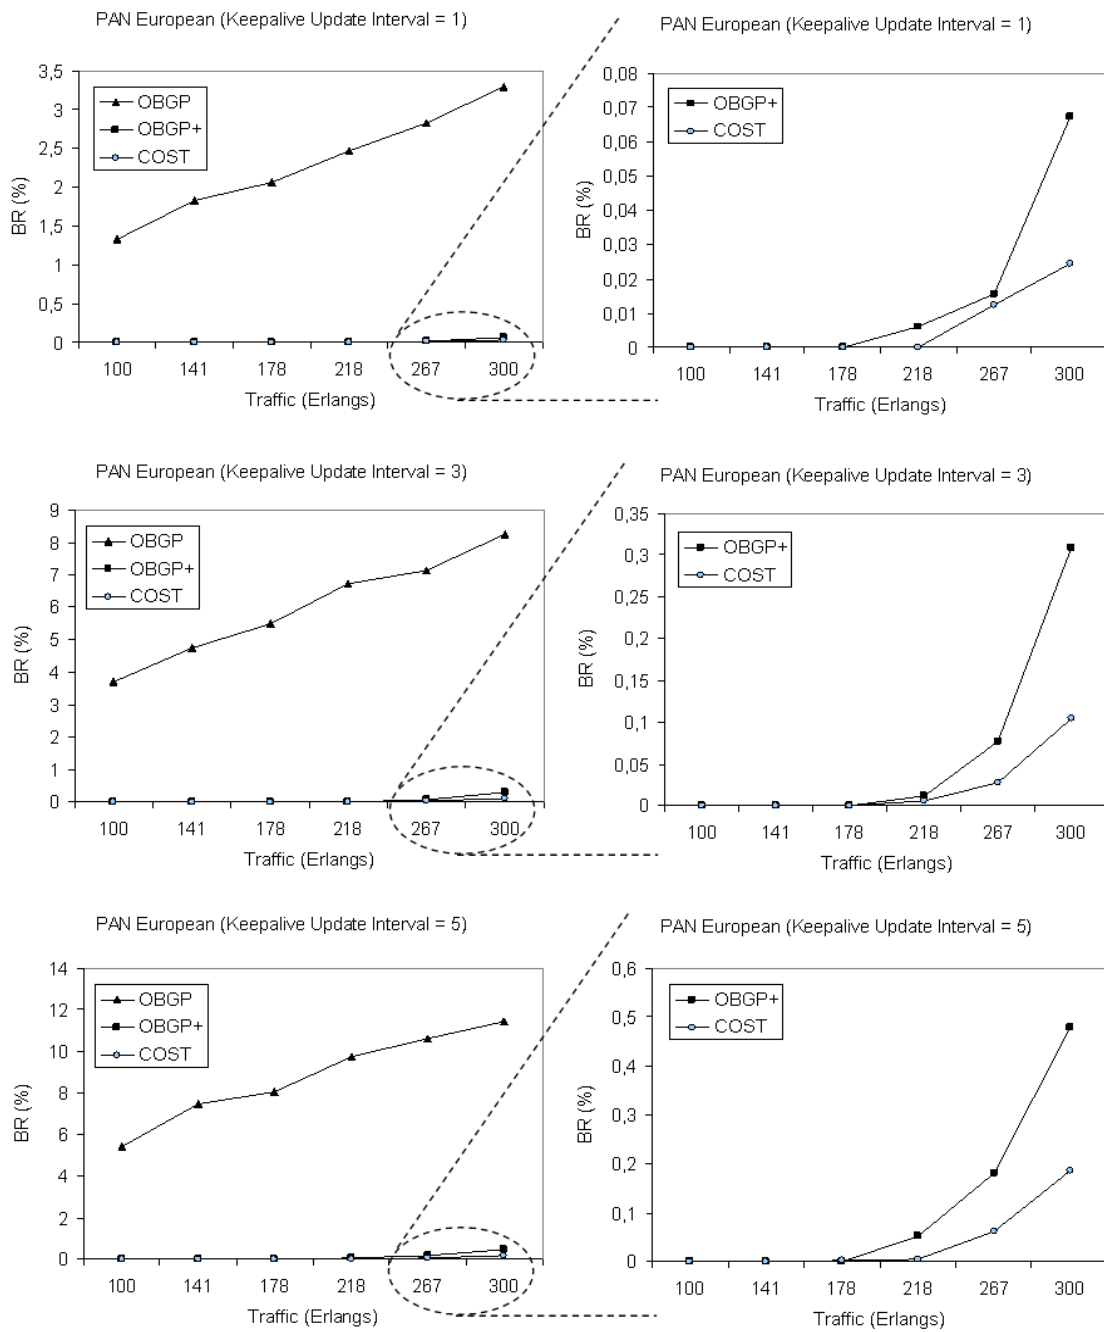 PAN European (Keepalive Update Interval = 1)
3,5
3
2,5
2
1,5
1
0,5
0
BR (%)
OBGP
OBGP+
COST
100 141 178 218 267 300
Traffic (Erlangs)
PAN European (Keepalive Update Interval = 1)
0,08
0,07
0,06
0,05
0,04
0,03
0,02
0,01
0
BR (%)
OBGP+
COST
100 141 178 218 267 300
Traffic (Erlangs)
PAN European (Keepalive Update Interval = 3)
9
8
7
6
5
4
3
2
1
0
BR (%)
OBGP
OBGP+
COST
100 141 178 218 267 300
Traffic (Erlangs)
PAN European (Keepalive Update Interval = 3)
0,35
0,3
0,25
0,2
0,15
0,1
0,05
0
BR (%)
OBGP+
COST
100 141 178 218 267 300
Traffic (Erlangs)
PAN European (Keepalive Update Interval = 5)
14
12
10
8
6
4
2
0
BR (%)
OBGP
OBGP+
COST
100 141 178 218 267 300
Traffic (Erlangs)
PAN European (Keepalive Update Interval = 5)
0,6
0,5
0,4
0,3
0,2
0,1
0
BR (%)
OBGP+
COST
100 141 178 218 267 300
Traffic (Erlangs)